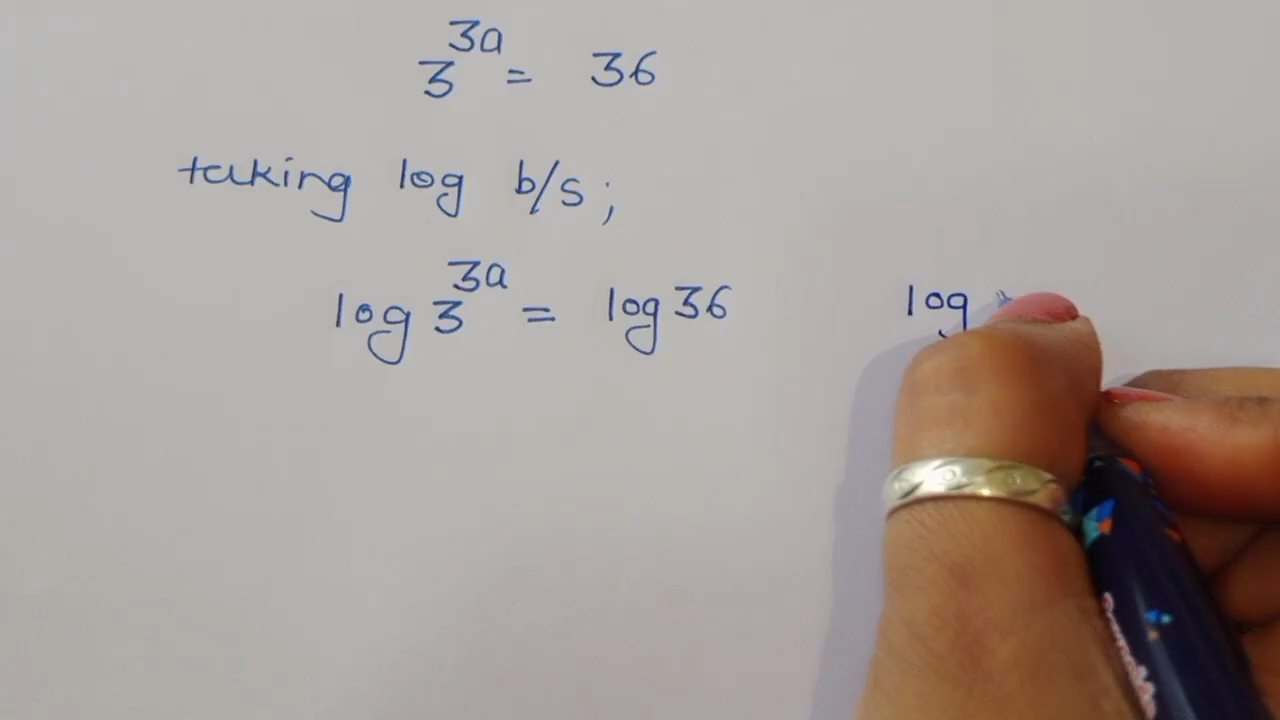 3^{3a} = 36
taking log b/s;
log 3^{3a} = log 36
log